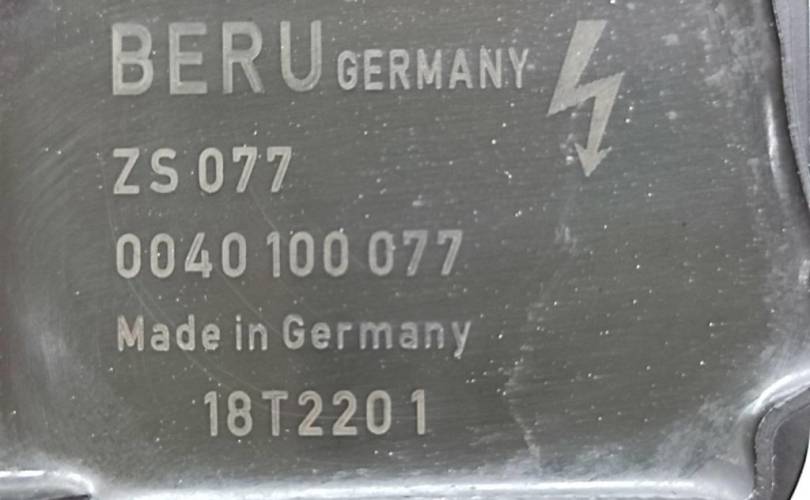 BERU GERMANY
ZS 077
0040 100 077
Made in Germany
18T2201